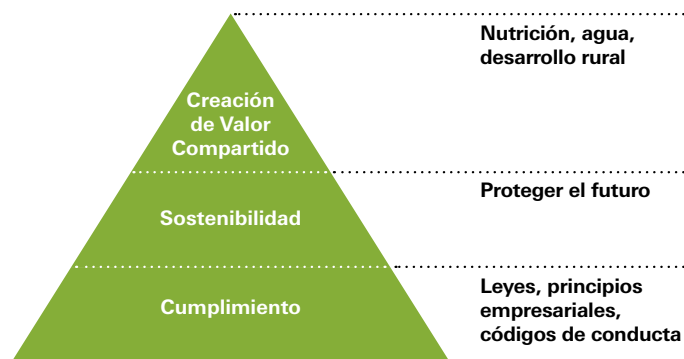 Creación
de Valor
Compartido
Nutrición, agua,
desarrollo rural
Sostenibilidad
Proteger el futuro
Cumplimiento
Leyes, principios
empresariales,
códigos de conducta